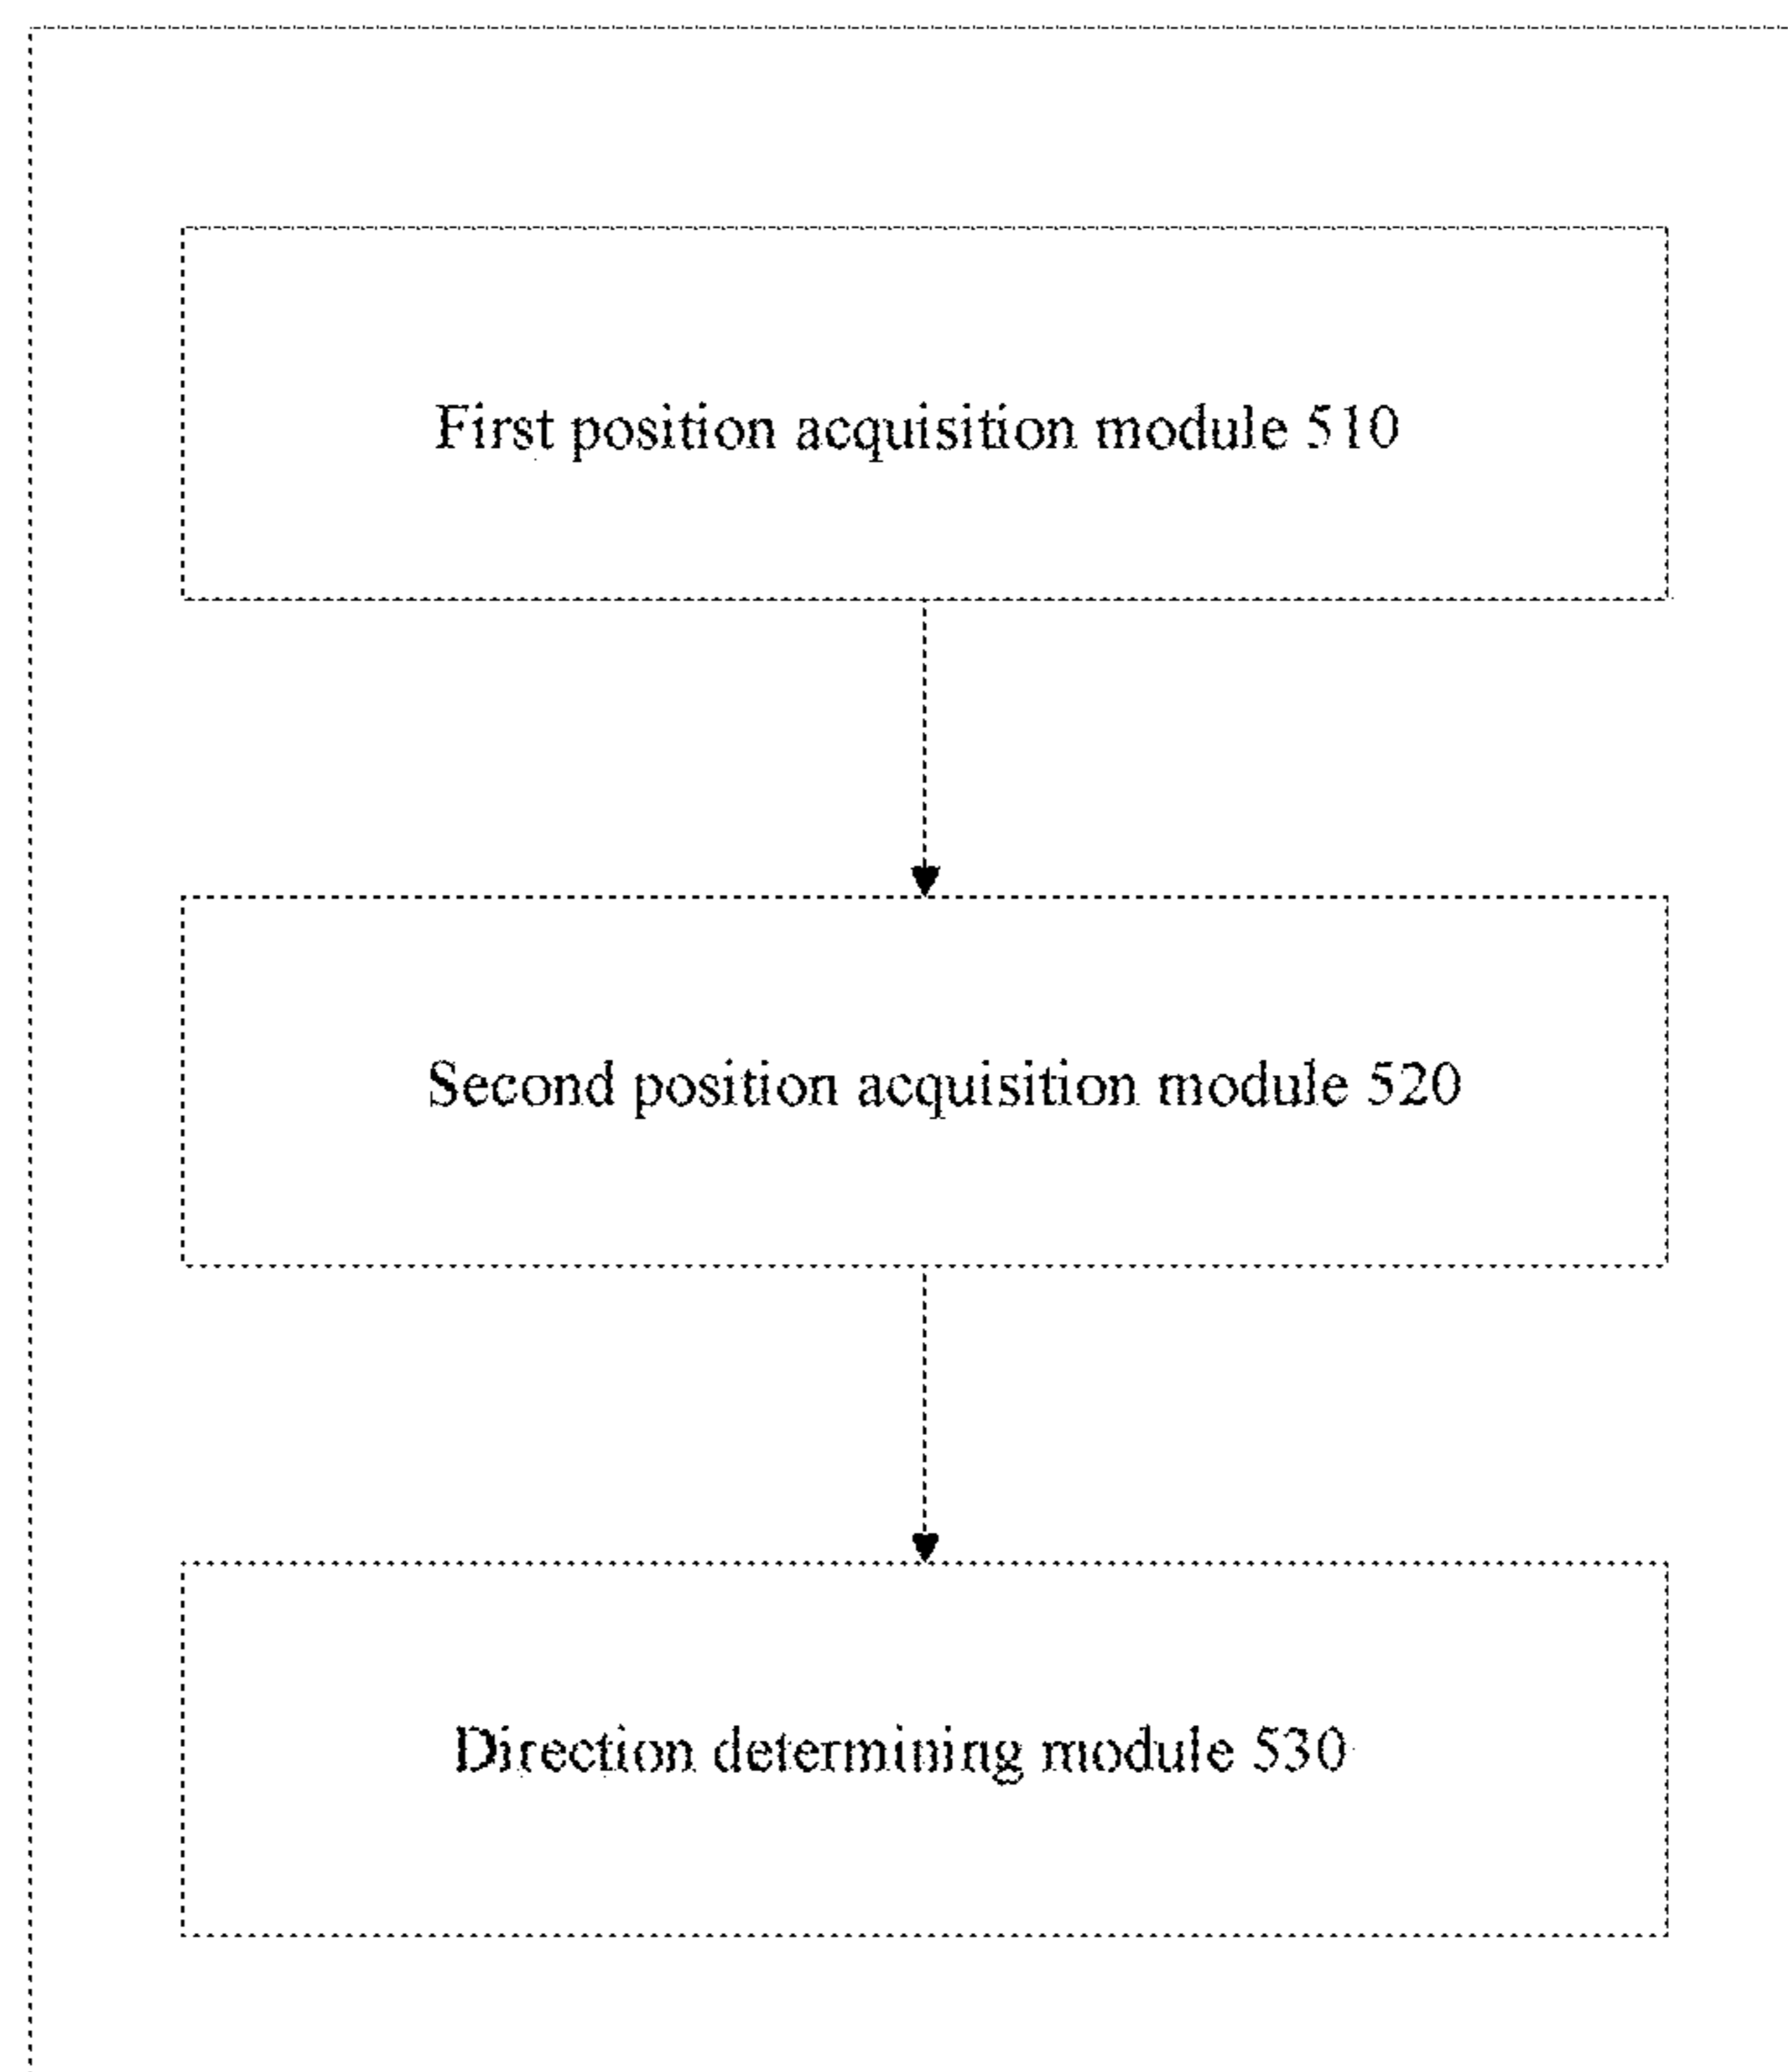 First position acquisition module 510
Second position acquisition module 520
Direction determining module 530